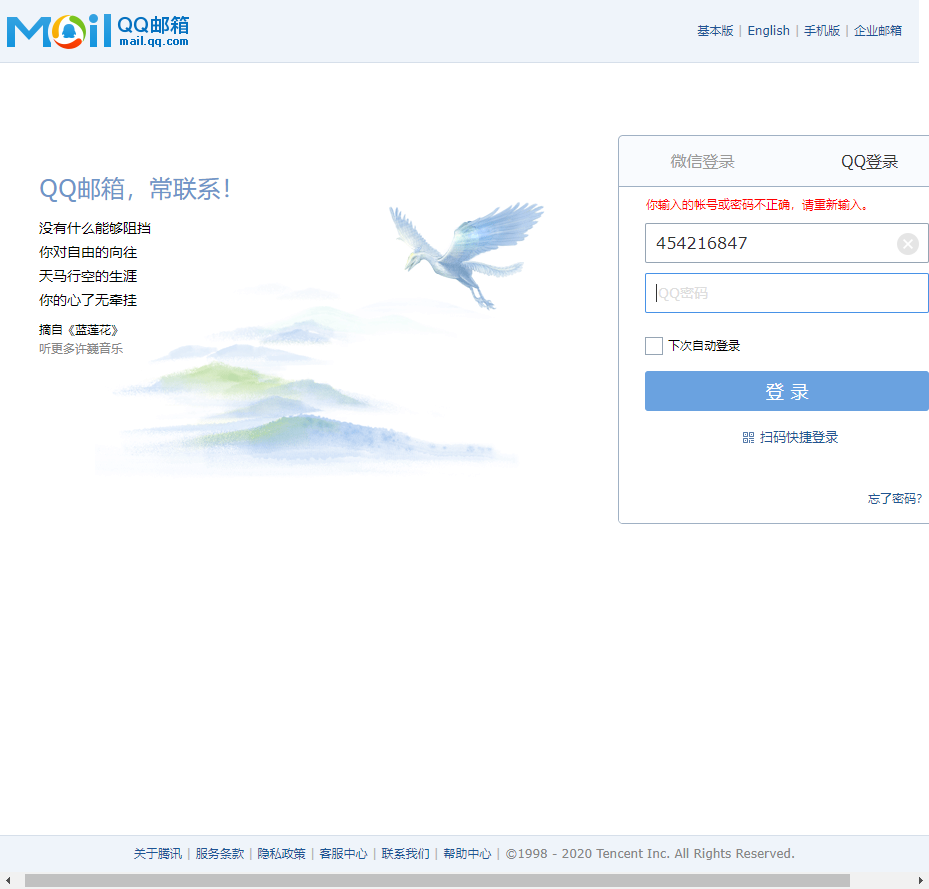 Mail QQ邮箱
mail.qq.com
基本版 | English | 手机版 | 企业邮箱
微信登录 QQ登录
QQ邮箱，常联系！
你输入的帐号或密码不正确，请重新输入。
没有什么能够阻挡
你对自由的向往
天马行空的生涯
你的心了无牵挂
摘自《蓝莲花》
听更多许巍音乐
454216847
QQ密码
下次自动登录
登 录
扫码快捷登录
忘了密码?
关于腾讯 | 服务条款 | 隐私政策 | 客服中心 | 联系我们 | 帮助中心 | ©1998 - 2020 Tencent Inc. All Rights Reserved.